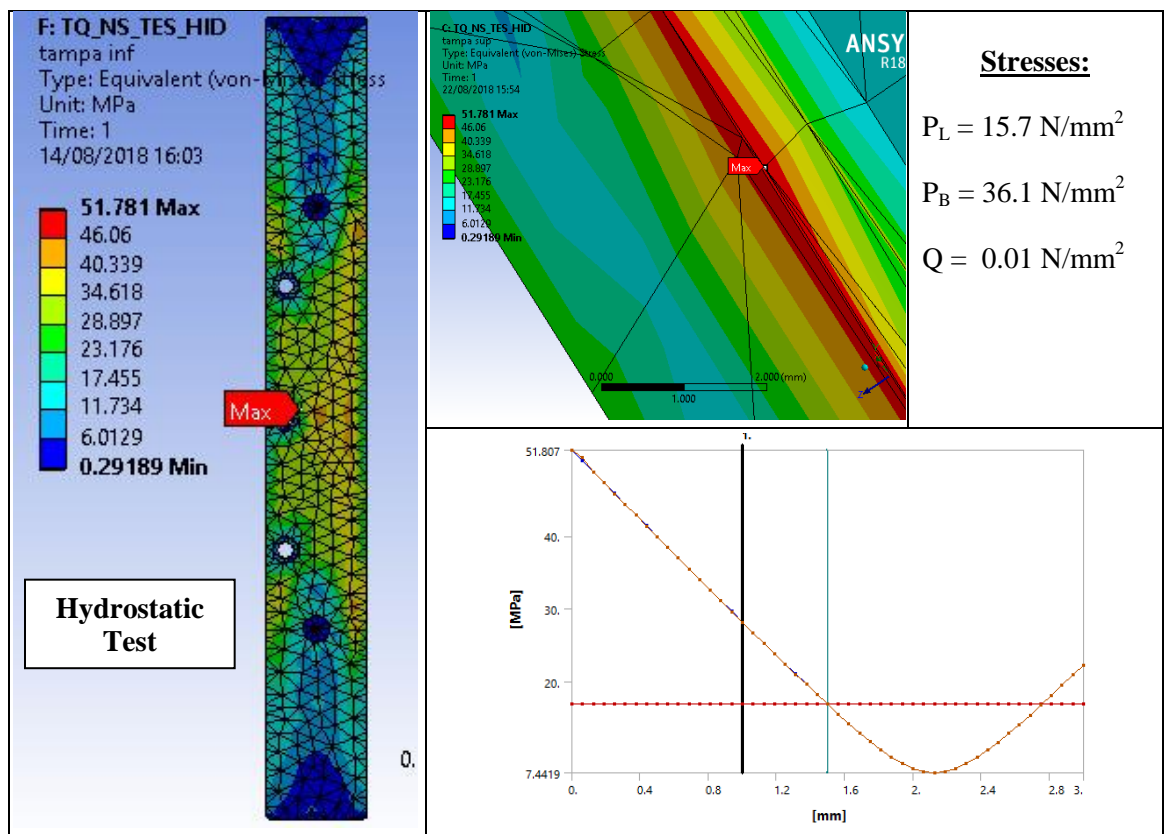 F: TQ_NS_TES_HID
tampa inf
Type: Equivalent (von-Mises) Stress
Unit: MPa
Time: 1
14/08/2018 16:03
51.781 Max
46.06
40.339
34.618
28.897
23.176
17.455
11.734
6.0129
0.29189 Min
Max
Hydrostatic
Test
0.
C: TQ_NS_TES_HID
tampa sup
Type: Equivalent (von-Mises) Stress
Unit: MPa
Time: 1
22/08/2018 15:54
51.781 Max
46.06
40.339
34.618
28.897
23.176
17.455
11.734
6.0129
0.29189 Min
ANSY
R18
Max
0.000
2.000 (mm)
1.000
Z
Stresses:
P_L = 15.7 N/mm²
P_B = 36.1 N/mm²
Q = 0.01 N/mm²
1.
51.807
40.
30.
20.
7.4419
[MPa]
0. 0.4 0.8 1.2 1.6 2. 2.4 2.8 3.
[mm]